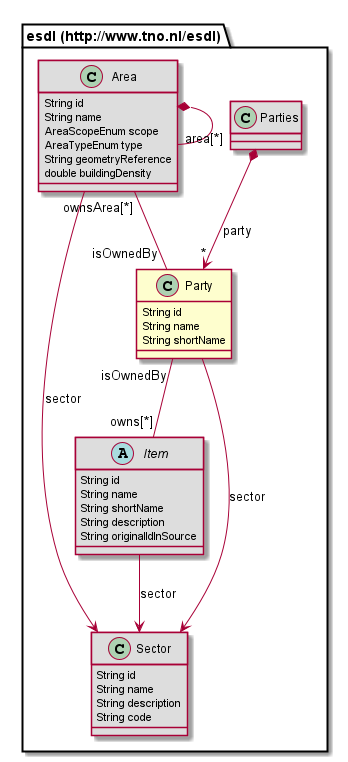 esdl (http://www.tno.nl/esdl)
C Area
String id
String name
AreaScopeEnum scope
AreaTypeEnum type
String geometryReference
double buildingDensity
area[*]
C Parties
ownsArea[*]
party
isOwnedBy
*
C Party
String id
String name
String shortName
isOwnedBy
sector
owns[*]
A Item
String id
String name
String shortName
String description
originalIdInSource
sector
sector
C Sector
String id
String name
String description
String code